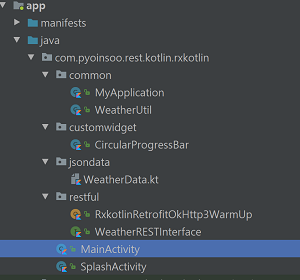 app
manifests
java
com.pyoinsoo.rest.kotlin.rxkotlin
common
MyApplication
WeatherUtil
customwidget
CircularProgressBar
jsondata
WeatherData.kt
restful
RxkotlinRetrofitOkHttp3WarmUp
WeatherRESTInterface
MainActivity
SplashActivity